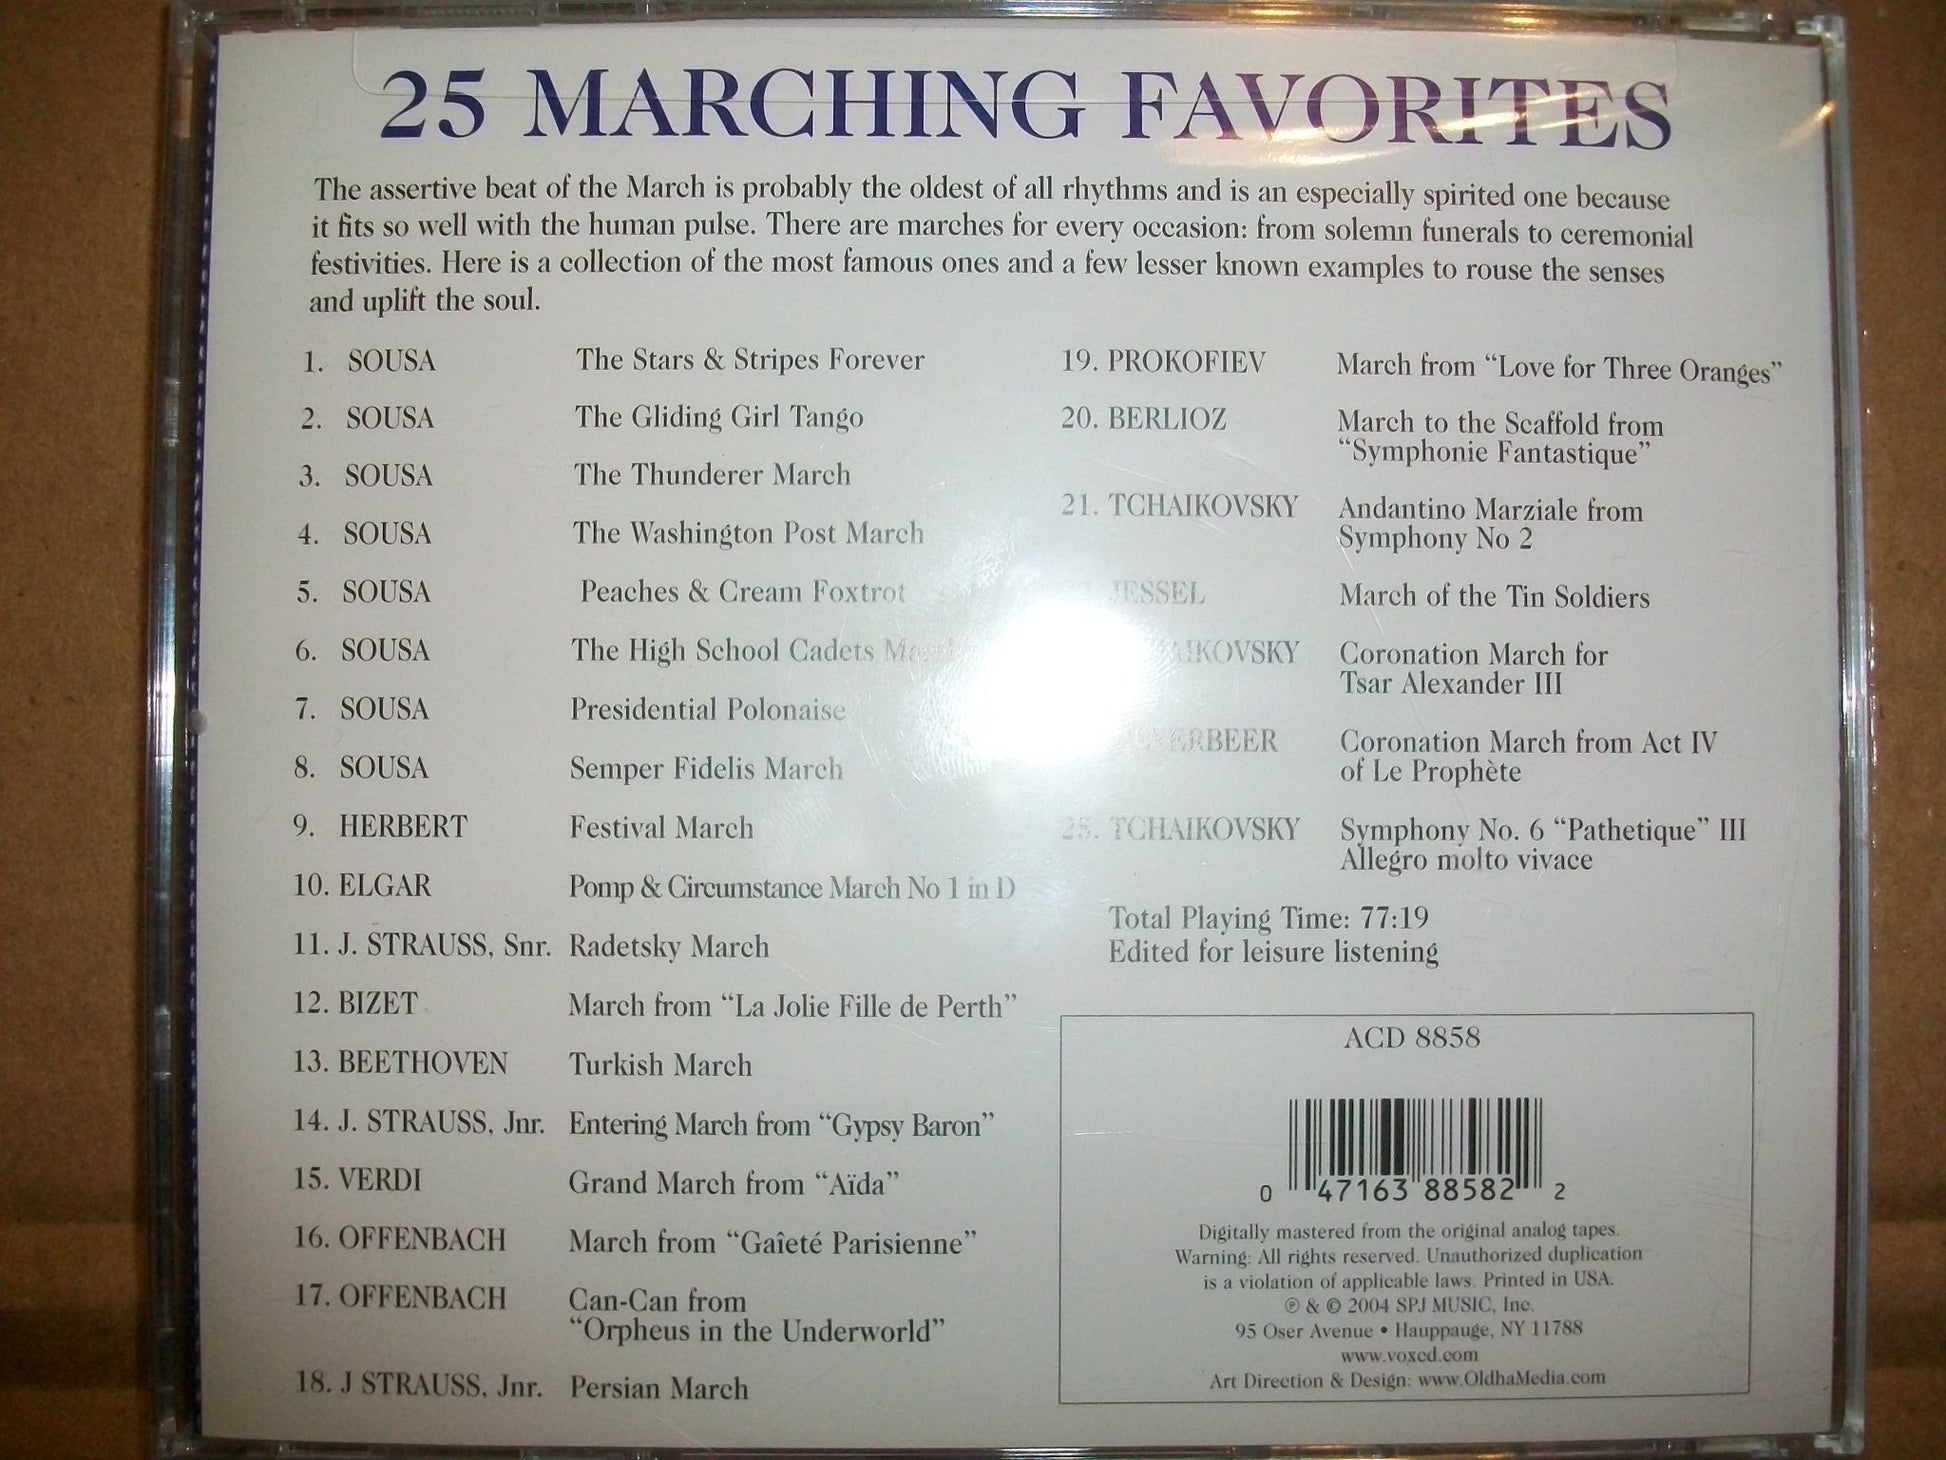 25 MARCHING FAVORITES
The assertive beat of the March is probably the oldest of all rhythms and is an especially spirited one because
it fits so well with the human pulse. There are marches for every occasion: from solemn funerals to ceremonial
festivities. Here is a collection of the most famous ones and a few lesser known examples to rouse the senses
and uplift the soul.
1. SOUSA The Stars & Stripes Forever
2. SOUSA The Gliding Girl Tango
3. SOUSA The Thunderer March
4. SOUSA The Washington Post March
5. SOUSA Peaches & Cream Foxtrot
6. SOUSA The High School Cadets March
7. SOUSA Presidential Polonaise
8. SOUSA Semper Fidelis March
9. HERBERT Festival March
10. ELGAR Pomp & Circumstance March No 1 in D
11. J. STRAUSS, Snr. Radetsky March
12. BIZET March from “La Jolie Fille de Perth”
13. BEETHOVEN Turkish March
14. J. STRAUSS, Jnr. Entering March from “Gypsy Baron”
15. VERDI Grand March from “Aïda”
16. OFFENBACH March from “Gaîeté Parisienne”
17. OFFENBACH Can-Can from
“Orpheus in the Underworld”
18. J STRAUSS, Jnr. Persian March
19. PROKOFIEV March from “Love for Three Oranges”
20. BERLIOZ March to the Scaffold from
“Symphonie Fantastique”
21. TCHAIKOVSKY Andantino Marziale from
Symphony No 2
JESSEL March of the Tin Soldiers
Coronation March for
Tsar Alexander III
Coronation March from Act IV
of Le Prophète
25. TCHAIKOVSKY Symphony No. 6 “Pathetique” III
Allegro molto vivace
Total Playing Time: 77:19
Edited for leisure listening
ACD 8858
0 47163 88582 2
Digitally mastered from the original analog tapes.
Warning: All rights reserved. Unauthorized duplication
is a violation of applicable laws. Printed in USA.
℗ & © 2004 SPJ MUSIC, Inc.
95 Oser Avenue • Hauppauge, NY 11788
www.voxcd.com
Art Direction & Design: www.OldhaMedia.com